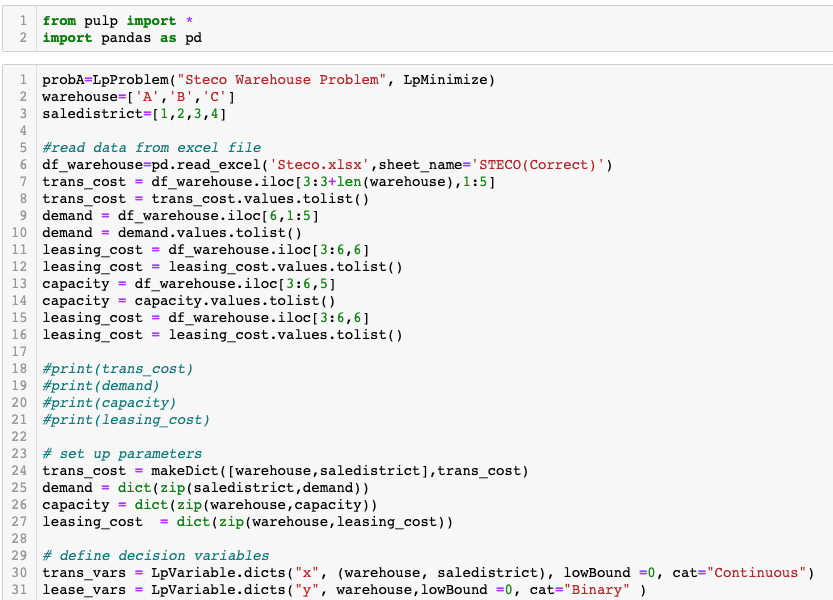 1 from pulp import *
2 import pandas as pd
1 probA=LpProblem("Steco Warehouse Problem", LpMinimize)
2 warehouse=['A','B','C']
3 saledistrict=[1,2,3,4]
4
5 #read data from excel file
6 df_warehouse=pd.read_excel('Steco.xlsx',sheet_name='STECO(Correct)')
7 trans_cost = df_warehouse.iloc[3:3+len(warehouse),1:5]
8 trans_cost = trans_cost.values.tolist()
9 demand = df_warehouse.iloc[6,1:5]
10 demand = demand.values.tolist()
11 leasing_cost = df_warehouse.iloc[3:6,6]
12 leasing_cost = leasing_cost.values.tolist()
13 capacity = df_warehouse.iloc[3:6,5]
14 capacity = capacity.values.tolist()
15 leasing_cost = df_warehouse.iloc[3:6,6]
16 leasing_cost = leasing_cost.values.tolist()
17
18 #print(trans_cost)
19 #print(demand)
20 #print(capacity)
21 #print(leasing_cost)
22
23 # set up parameters
24 trans_cost = makeDict([warehouse,saledistrict],trans_cost)
25 demand = dict(zip(saledistrict,demand))
26 capacity = dict(zip(warehouse,capacity))
27 leasing_cost  = dict(zip(warehouse,leasing_cost))
28
29 # define decision variables
30 trans_vars = LpVariable.dicts("x", (warehouse, saledistrict), lowBound =0, cat="Continuous")
31 lease_vars = LpVariable.dicts("y", warehouse,lowBound =0, cat="Binary" )